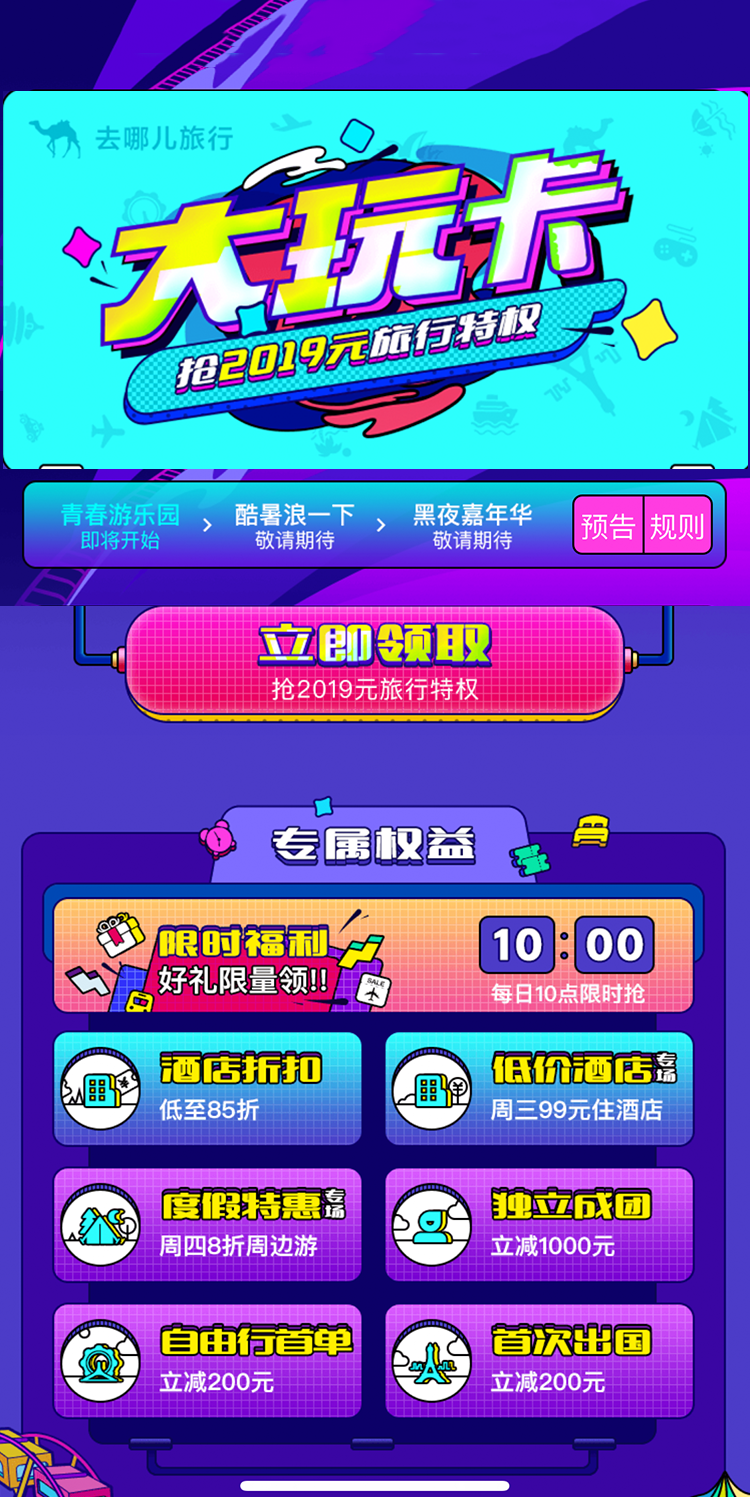 去哪儿旅行
大玩卡
抢2019元旅行特权
青春游乐园 > 酷暑浪一下 > 黑夜嘉年华
即将开始 敬请期待 敬请期待
预告 规则
立即领取
抢2019元旅行特权
专属权益
限时福利
好礼限量领!!
SALE
10:00
每日10点限时抢
酒店折扣
低至85折
低价酒店专场
周三99元住酒店
度假特惠专场
周四8折周边游
独立成团
立减1000元
自由行首单
立减200元
首次出国
立减200元